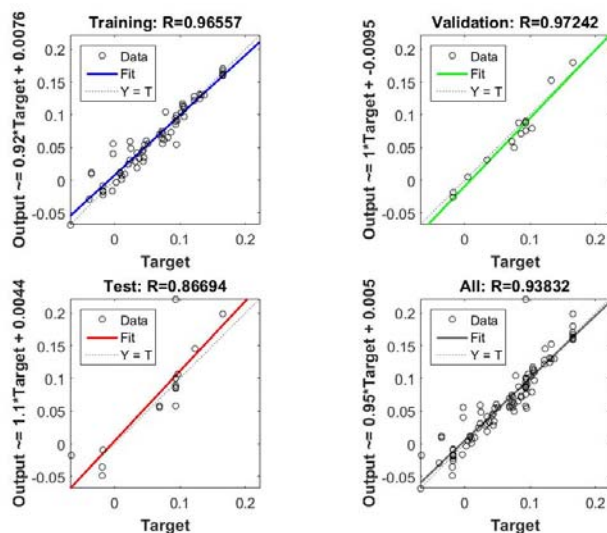 Training: R=0.96557
Output ~= 0.92*Target + 0.0076
0.2
0.15
0.1
0.05
0
-0.05
Data
Fit
Y = T
0
0.1
0.2
Target
Validation: R=0.97242
Output ~= 1*Target + -0.0095
0.2
0.15
0.1
0.05
0
-0.05
Data
Fit
Y = T
0
0.1
0.2
Target
Test: R=0.86694
Output ~= 1.1*Target + 0.0044
0.2
0.15
0.1
0.05
0
-0.05
Data
Fit
Y = T
0
0.1
0.2
Target
All: R=0.93832
Output ~= 0.95*Target + 0.005
0.2
0.15
0.1
0.05
0
-0.05
Data
Fit
Y = T
0
0.1
0.2
Target